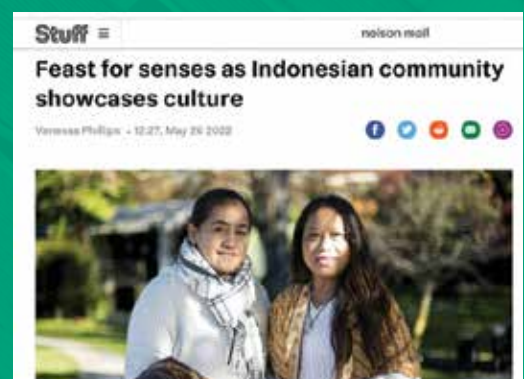 Stuff
nelson mail
Feast for senses as Indonesian community
showcases culture
Vanessa Phillips • 12:27, May 26 2022